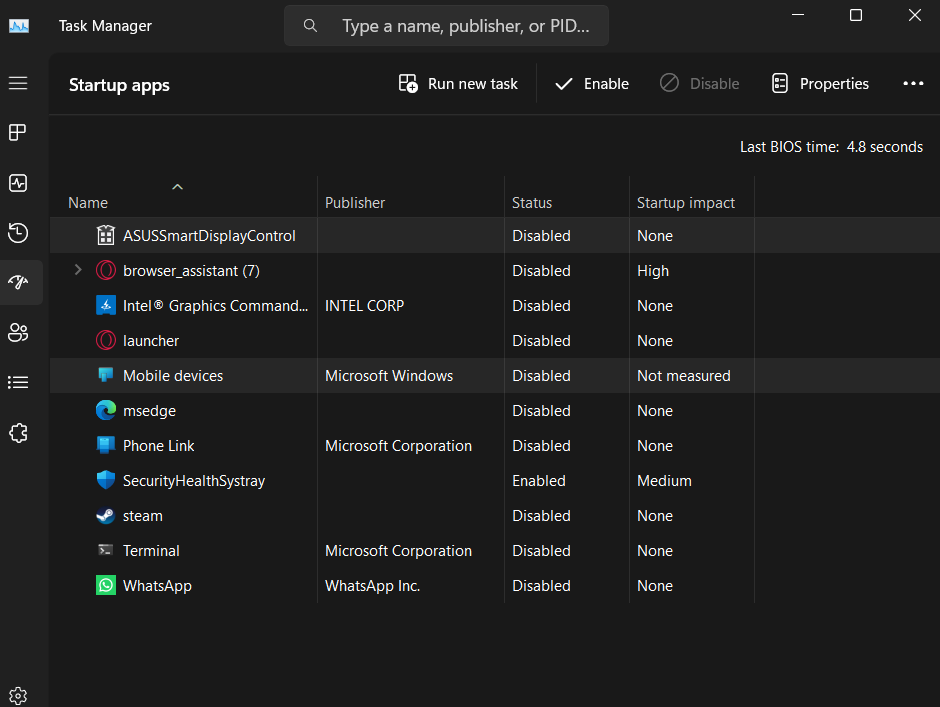 Task Manager
Type a name, publisher, or PID...
Startup apps
Run new task
Enable
Disable
Properties
Last BIOS time: 4.8 seconds
Name Publisher Status Startup impact
ASUSSmartDisplayControl Disabled None
browser_assistant (7) Disabled High
Intel® Graphics Command... INTEL CORP Disabled None
launcher Disabled None
Mobile devices Microsoft Windows Disabled Not measured
msedge Disabled None
Phone Link Microsoft Corporation Disabled None
SecurityHealthSystray Enabled Medium
steam Disabled None
Terminal Microsoft Corporation Disabled None
WhatsApp WhatsApp Inc. Disabled None